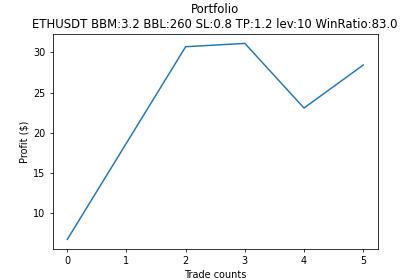 Portfolio
ETHUSDT BBM:3.2 BBL:260 SL:0.8 TP:1.2 lev:10 WinRatio:83.0
30
25
20
15
10
Profit ($)
0 1 2 3 4 5
Trade counts